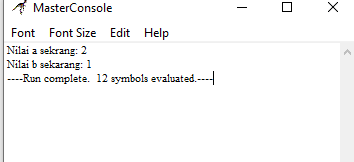 MasterConsole
Font Font Size Edit Help
Nilai a sekrang: 2
Nilai b sekarang: 1
----Run complete.  12 symbols evaluated.----